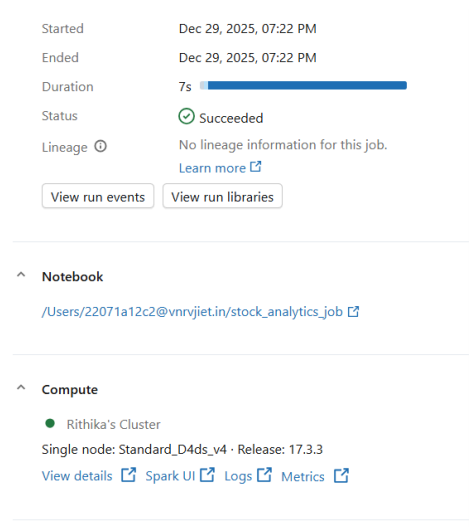 Started Dec 29, 2025, 07:22 PM
Ended Dec 29, 2025, 07:22 PM
Duration 7s
Status Succeeded
Lineage No lineage information for this job.
Learn more
View run events View run libraries
Notebook
/Users/22071a12c2@vnrvjiet.in/stock_analytics_job
Compute
Rithika's Cluster
Single node: Standard_D4ds_v4 · Release: 17.3.3
View details Spark UI Logs Metrics